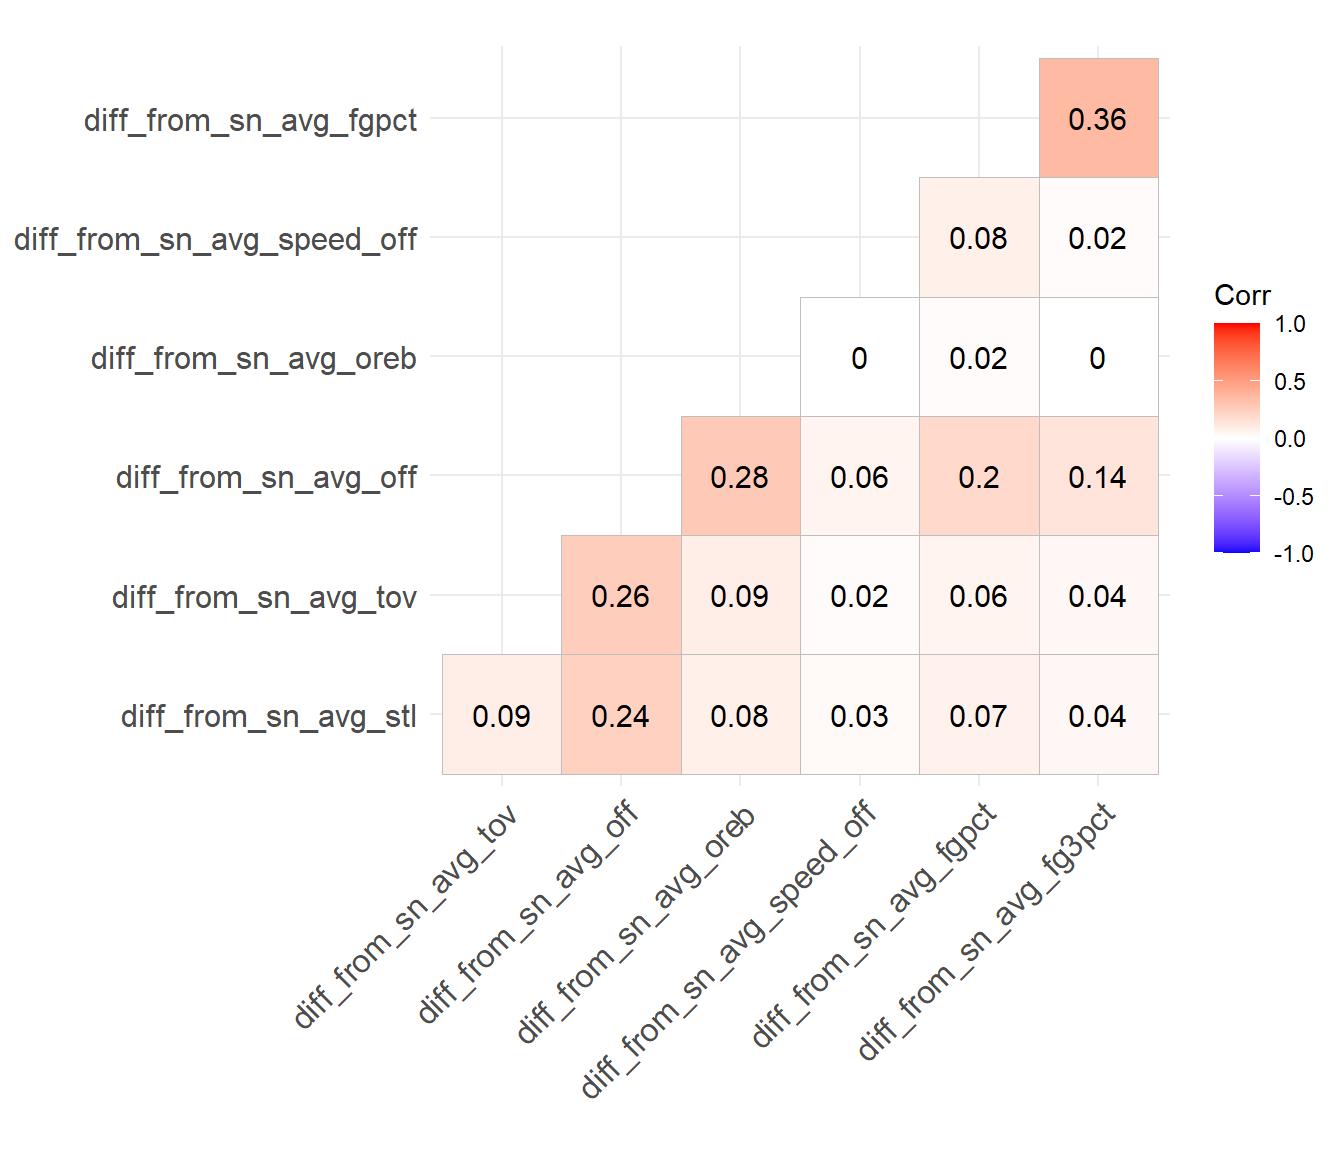 diff_from_sn_avg_fgpct
0.36
diff_from_sn_avg_speed_off
0.08 0.02
diff_from_sn_avg_oreb
0 0.02 0
diff_from_sn_avg_off
0.28 0.06 0.2 0.14
diff_from_sn_avg_tov
0.26 0.09 0.02 0.06 0.04
diff_from_sn_avg_stl
0.09 0.24 0.08 0.03 0.07 0.04
diff_from_sn_avg_tov
diff_from_sn_avg_off
diff_from_sn_avg_oreb
diff_from_sn_avg_speed_off
diff_from_sn_avg_fgpct
diff_from_sn_avg_fg3pct
Corr
1.0
0.5
0.0
-0.5
-1.0